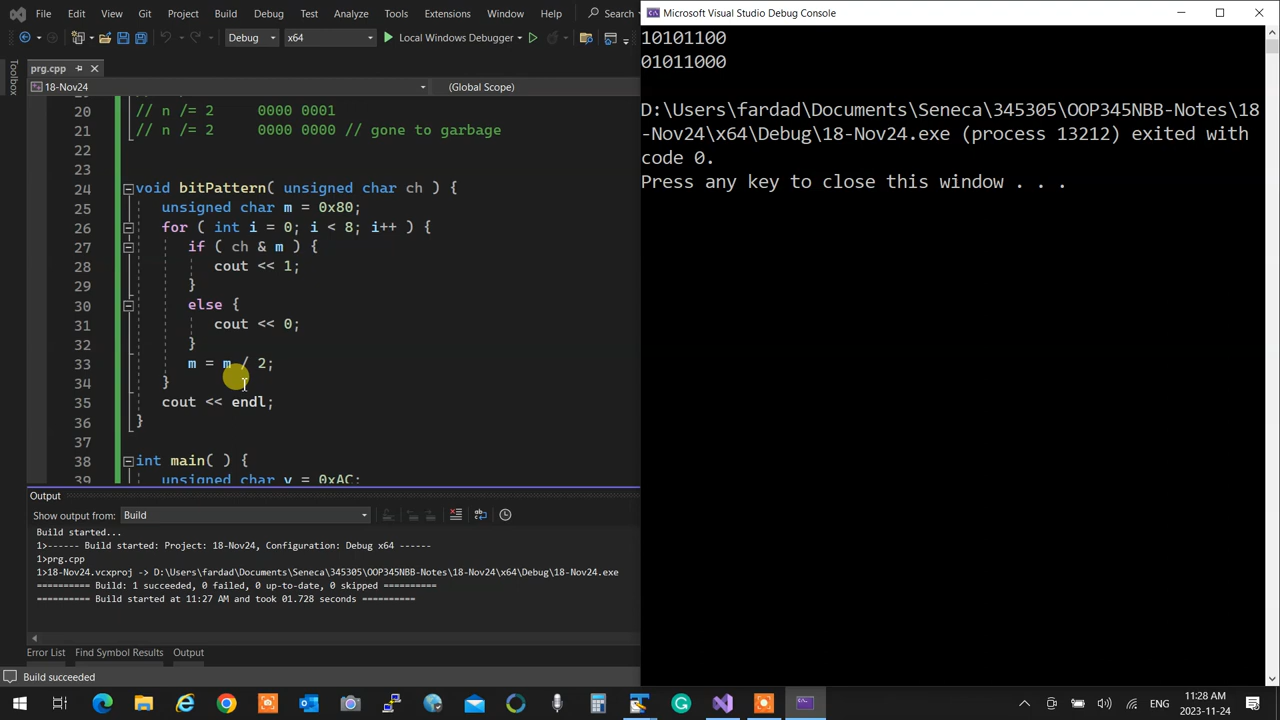 File Edit View Git Project Build Debug Test Analyze Tools Extensions Window Help Search
Debug x64 Local Windows Debugger
Toolbox
prg.cpp
18-Nov24 (Global Scope)
20 // n /= 2 0000 0001
21 // n /= 2 0000 0000 // gone to garbage
22
23
24 void bitPattern( unsigned char ch ) {
25 unsigned char m = 0x80;
26 for ( int i = 0; i < 8; i++ ) {
27 if ( ch & m ) {
28 cout << 1;
29 }
30 else {
31 cout << 0;
32 }
33 m = m / 2;
34 }
35 cout << endl;
36 }
37
38 int main( ) {
39 unsigned char v = 0xAC;
Output
Show output from: Build
Build started...
1>------ Build started: Project: 18-Nov24, Configuration: Debug x64 ------
1>prg.cpp
1>18-Nov24.vcxproj -> D:\Users\fardad\Documents\Seneca\345305\OOP345NBB-Notes\18-Nov24\x64\Debug\18-Nov24.exe
========== Build: 1 succeeded, 0 failed, 0 up-to-date, 0 skipped ==========
========== Build started at 11:27 AM and took 01.728 seconds ==========
Error List Find Symbol Results Output
Build succeeded
Microsoft Visual Studio Debug Console
10101100
01011000
D:\Users\fardad\Documents\Seneca\345305\OOP345NBB-Notes\18
-Nov24\x64\Debug\18-Nov24.exe (process 13212) exited with
code 0.
Press any key to close this window . . .
ENG
11:28 AM
2023-11-24